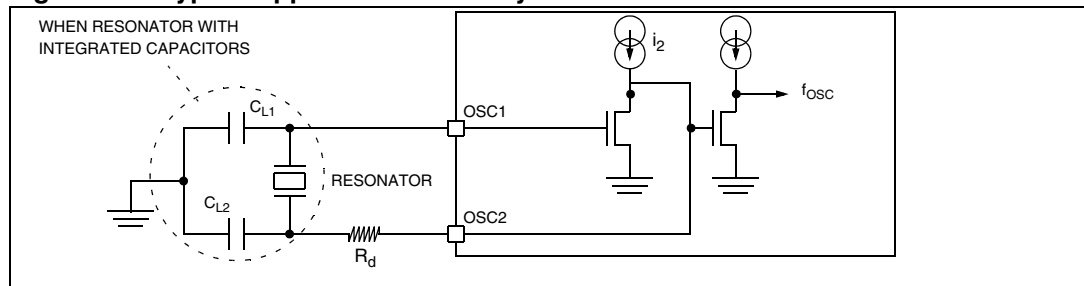 WHEN RESONATOR WITH
INTEGRATED CAPACITORS
i2
fOSC
CL1
OSC1
RESONATOR
CL2
OSC2
Rd